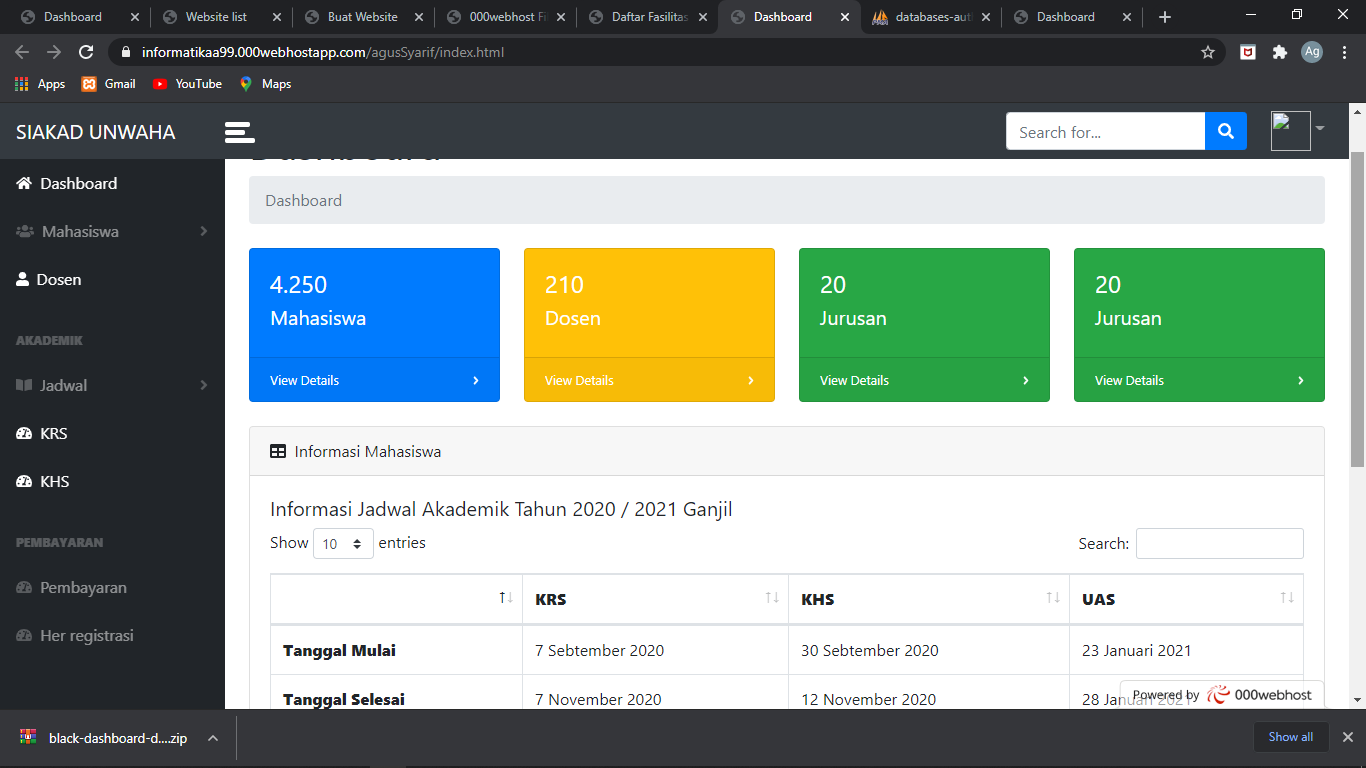 Dashboard Website list Buat Website 000webhost Fi Daftar Fasilitas Dashboard databases-aut Dashboard
informatikaa99.000webhostapp.com/agusSyarif/index.html Ag
Apps Gmail YouTube Maps
SIAKAD UNWAHA
Search for...
Dashboard
Mahasiswa
Dosen
AKADEMIK
Jadwal
KRS
KHS
PEMBAYARAN
Pembayaran
Her registrasi
Dashboard
Dashboard
4.250
Mahasiswa
View Details
210
Dosen
View Details
20
Jurusan
View Details
20
Jurusan
View Details
Informasi Mahasiswa
Informasi Jadwal Akademik Tahun 2020 / 2021 Ganjil
Show 10 entries
Search:
KRS KHS UAS
Tanggal Mulai 7 Sebtember 2020 30 Sebtember 2020 23 Januari 2021
Tanggal Selesai 7 November 2020 12 November 2020 28 Januari 2021
Powered by 000webhost
black-dashboard-d....zip
Show all